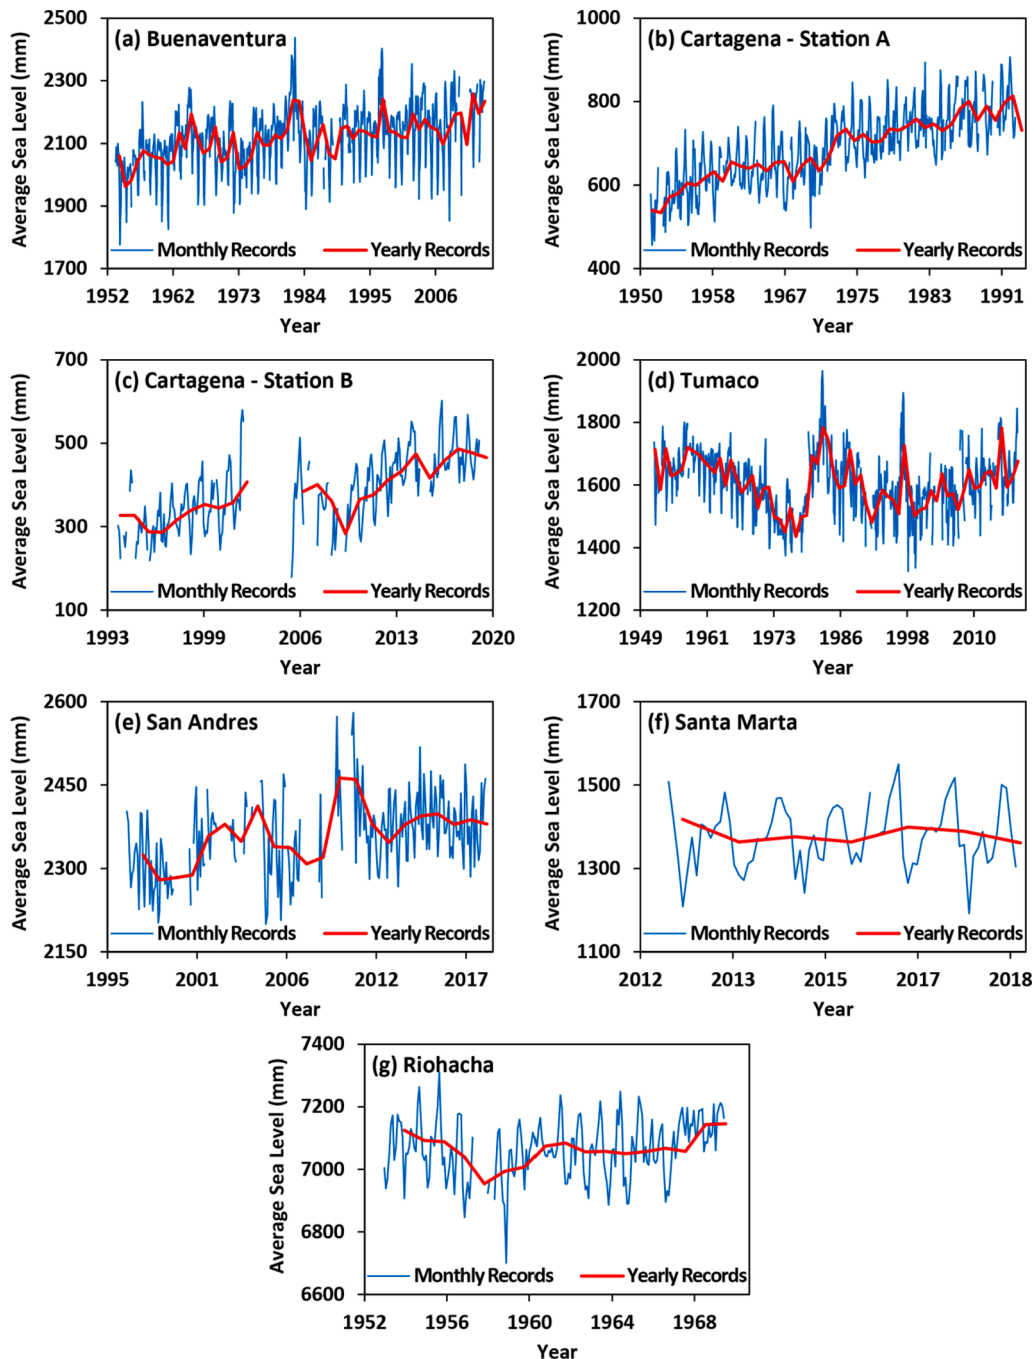 (a) Buenaventura
Average Sea Level (mm)
2500
2300
2100
1900
1700
Monthly Records
Yearly Records
1952 1962 1973 1984 1995 2006
Year
(b) Cartagena - Station A
Average Sea Level (mm)
1000
800
600
400
Monthly Records
Yearly Records
1950 1958 1967 1975 1983 1991
Year
(c) Cartagena - Station B
Average Sea Level (mm)
700
500
300
100
Monthly Records
Yearly Records
1993 1999 2006 2013 2020
Year
(d) Tumaco
Average Sea Level (mm)
2000
1800
1600
1400
1200
Monthly Records
Yearly Records
1949 1961 1973 1986 1998 2010
Year
(e) San Andres
Average Sea Level (mm)
2600
2450
2300
2150
Monthly Records
Yearly Records
1995 2001 2006 2012 2017
Year
(f) Santa Marta
Average Sea Level (mm)
1700
1500
1300
1100
Monthly Records
Yearly Records
2012 2013 2015 2017 2018
Year
(g) Riohacha
Average Sea Level (mm)
7400
7200
7000
6800
6600
Monthly Records
Yearly Records
1952 1956 1960 1964 1968
Year